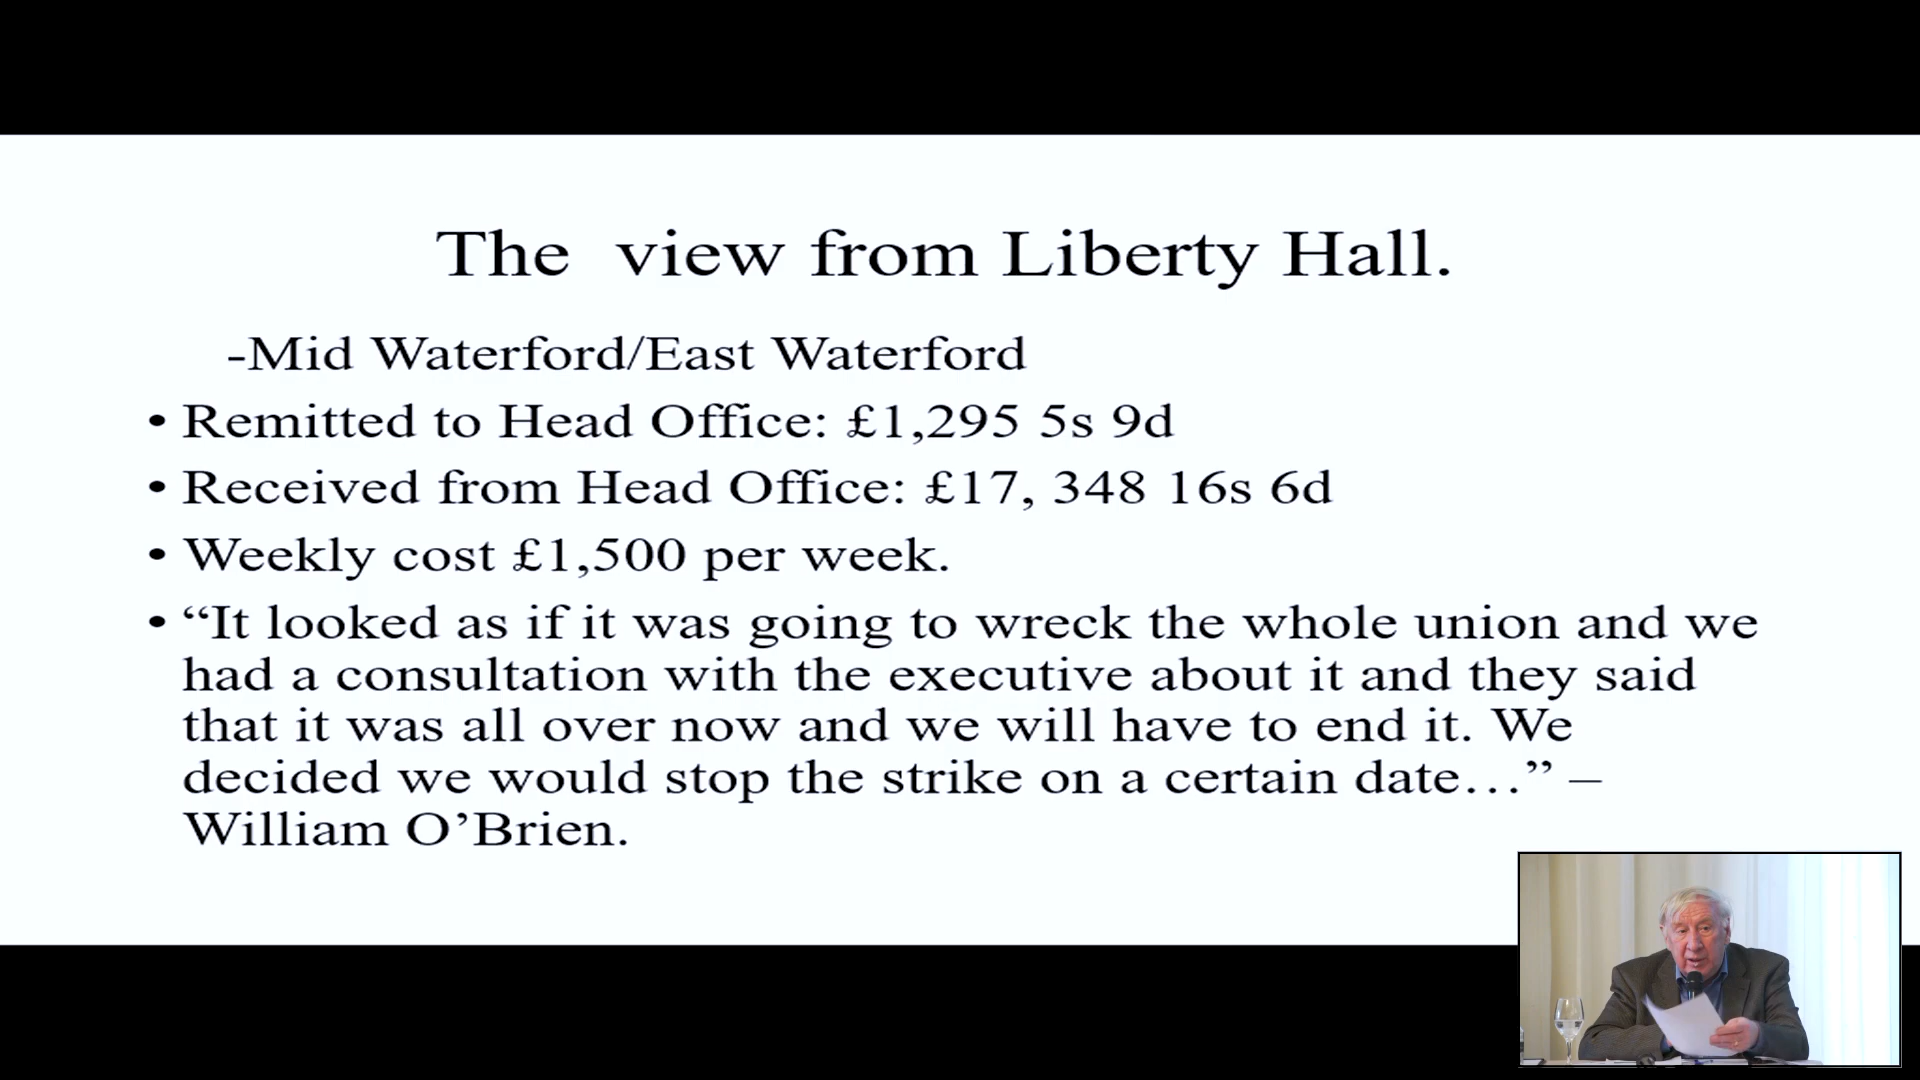 The  view from Liberty Hall.
-Mid Waterford/East Waterford
• Remitted to Head Office: £1,295 5s 9d
• Received from Head Office: £17, 348 16s 6d
• Weekly cost £1,500 per week.
• “It looked as if it was going to wreck the whole union and we
had a consultation with the executive about it and they said
that it was all over now and we will have to end it. We
decided we would stop the strike on a certain date…” –
William O’Brien.